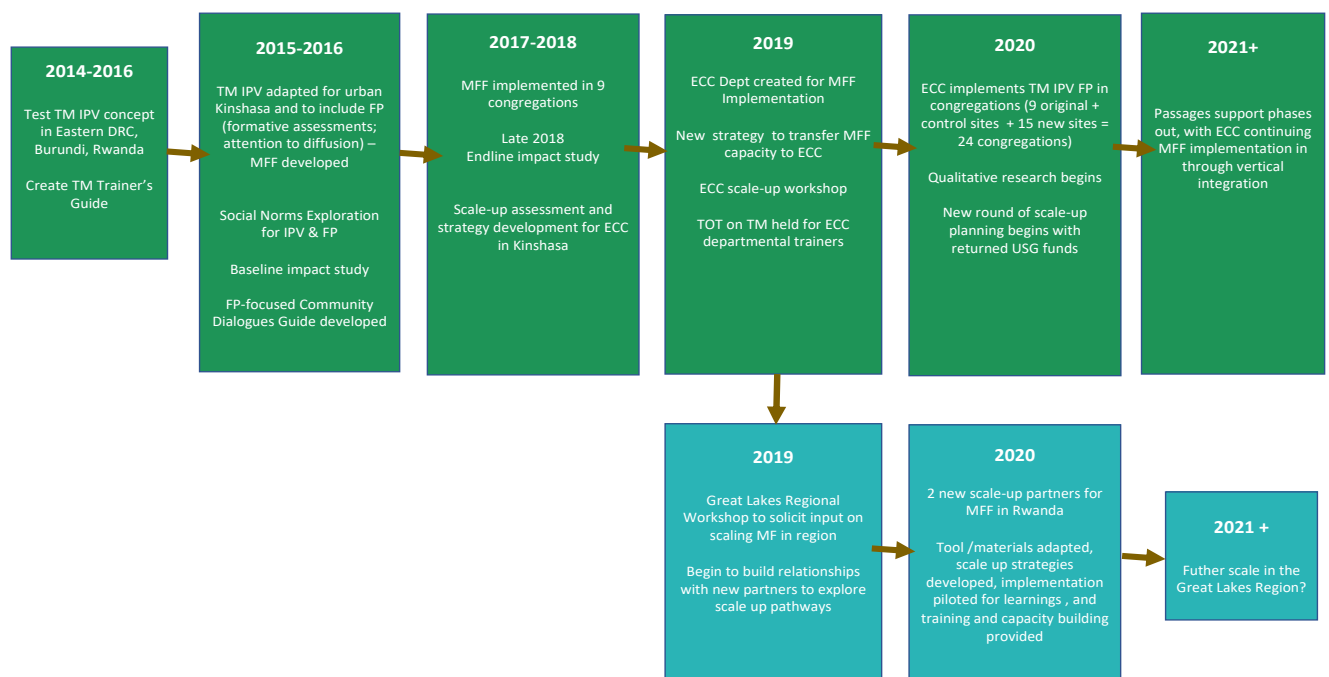 2014-2016
Test TM IPV concept
in Eastern DRC,
Burundi, Rwanda
Create TM Trainer's
Guide
2015-2016
TM IPV adapted for urban
Kinshasa and to include FP
(formative assessments;
attention to diffusion) –
MFF developed
Social Norms Exploration
for IPV & FP
Baseline impact study
FP-focused Community
Dialogues Guide developed
2017-2018
MFF implemented in 9
congregations
Late 2018
Endline impact study
Scale-up assessment and
strategy development for ECC
in Kinshasa
2019
ECC Dept created for MFF
Implementation
New strategy to transfer MFF
capacity to ECC
ECC scale-up workshop
TOT on TM held for ECC
departmental trainers
2020
ECC implements TM IPV FP in
congregations (9 original +
control sites + 15 new sites =
24 congregations)
Qualitative research begins
New round of scale-up
planning begins with
returned USG funds
2021+
Passages support phases
out, with ECC continuing
MFF implementation in
through vertical
integration
2019
Great Lakes Regional
Workshop to solicit input on
scaling MF in region
Begin to build relationships
with new partners to explore
scale up pathways
2020
2 new scale-up partners for
MFF in Rwanda
Tool /materials adapted,
scale up strategies
developed, implementation
piloted for learnings , and
training and capacity building
provided
2021 +
Futher scale in the
Great Lakes Region?